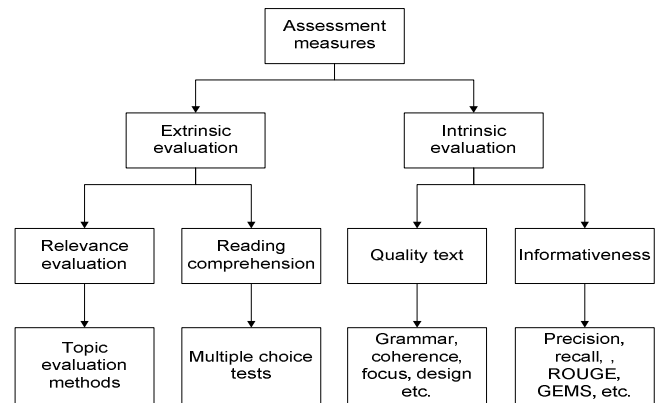 Assessment
measures
Extrinsic
evaluation
Intrinsic
evaluation
Relevance
evaluation
Reading
comprehension
Quality text
Informativeness
Topic
evaluation
methods
Multiple choice
tests
Grammar,
coherence,
focus, design
etc.
Precision,
recall, ,
ROUGE,
GEMS, etc.